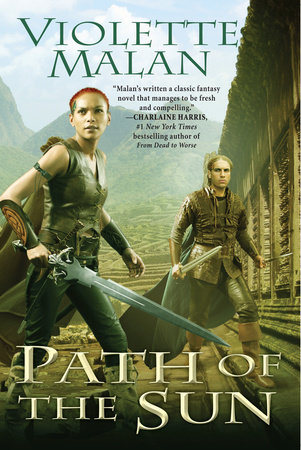 VIOLETTE
MALAN
“Malan’s written a classic fantasy
novel that manages to be fresh
and compelling.”
—CHARLAINE HARRIS,
#1 New York Times
bestselling author of
From Dead to Worse
PATH OF
THE SUN